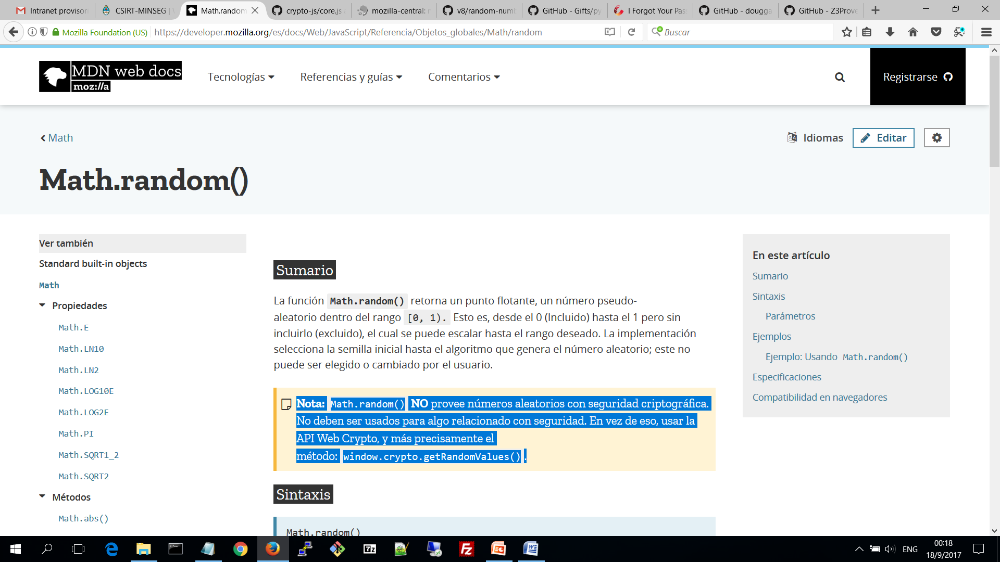 Intranet provisori
CSIRT-MINSEG |
Math.random
crypto-js/core.js
mozilla-central:
v8/random-num
GitHub - Gifts/py
I Forgot Your Pas
GitHub - dougga
GitHub - Z3Prove
Mozilla Foundation (US)
https://developer.mozilla.org/es/docs/Web/JavaScript/Referencia/Objetos_globales/Math/random
Buscar
MDN web docs
moz://a
Tecnologías
Referencias y guías
Comentarios
Registrarse
Math
Idiomas
Editar
Math.random()
Ver también
Standard built-in objects
Math
Propiedades
Math.E
Math.LN10
Math.LN2
Math.LOG10E
Math.LOG2E
Math.PI
Math.SQRT1_2
Math.SQRT2
Métodos
Math.abs()
Sumario
La función Math.random() retorna un punto flotante, un número pseudo-
aleatorio dentro del rango [0, 1). Esto es, desde el 0 (Incluido) hasta el 1 pero sin
incluirlo (excluido), el cual se puede escalar hasta el rango deseado. La implementación
selecciona la semilla inicial hasta el algoritmo que genera el número aleatorio; este no
puede ser elegido o cambiado por el usuario.
Nota: Math.random() NO provee números aleatorios con seguridad criptográfica.
No deben ser usados para algo relacionado con seguridad. En vez de eso, usar la
API Web Crypto, y más precisamente el
método: window.crypto.getRandomValues().
Sintaxis
Math.random()
En este artículo
Sumario
Sintaxis
Parámetros
Ejemplos
Ejemplo: Usando Math.random()
Especificaciones
Compatibilidad en navegadores
ENG
00:18
18/9/2017